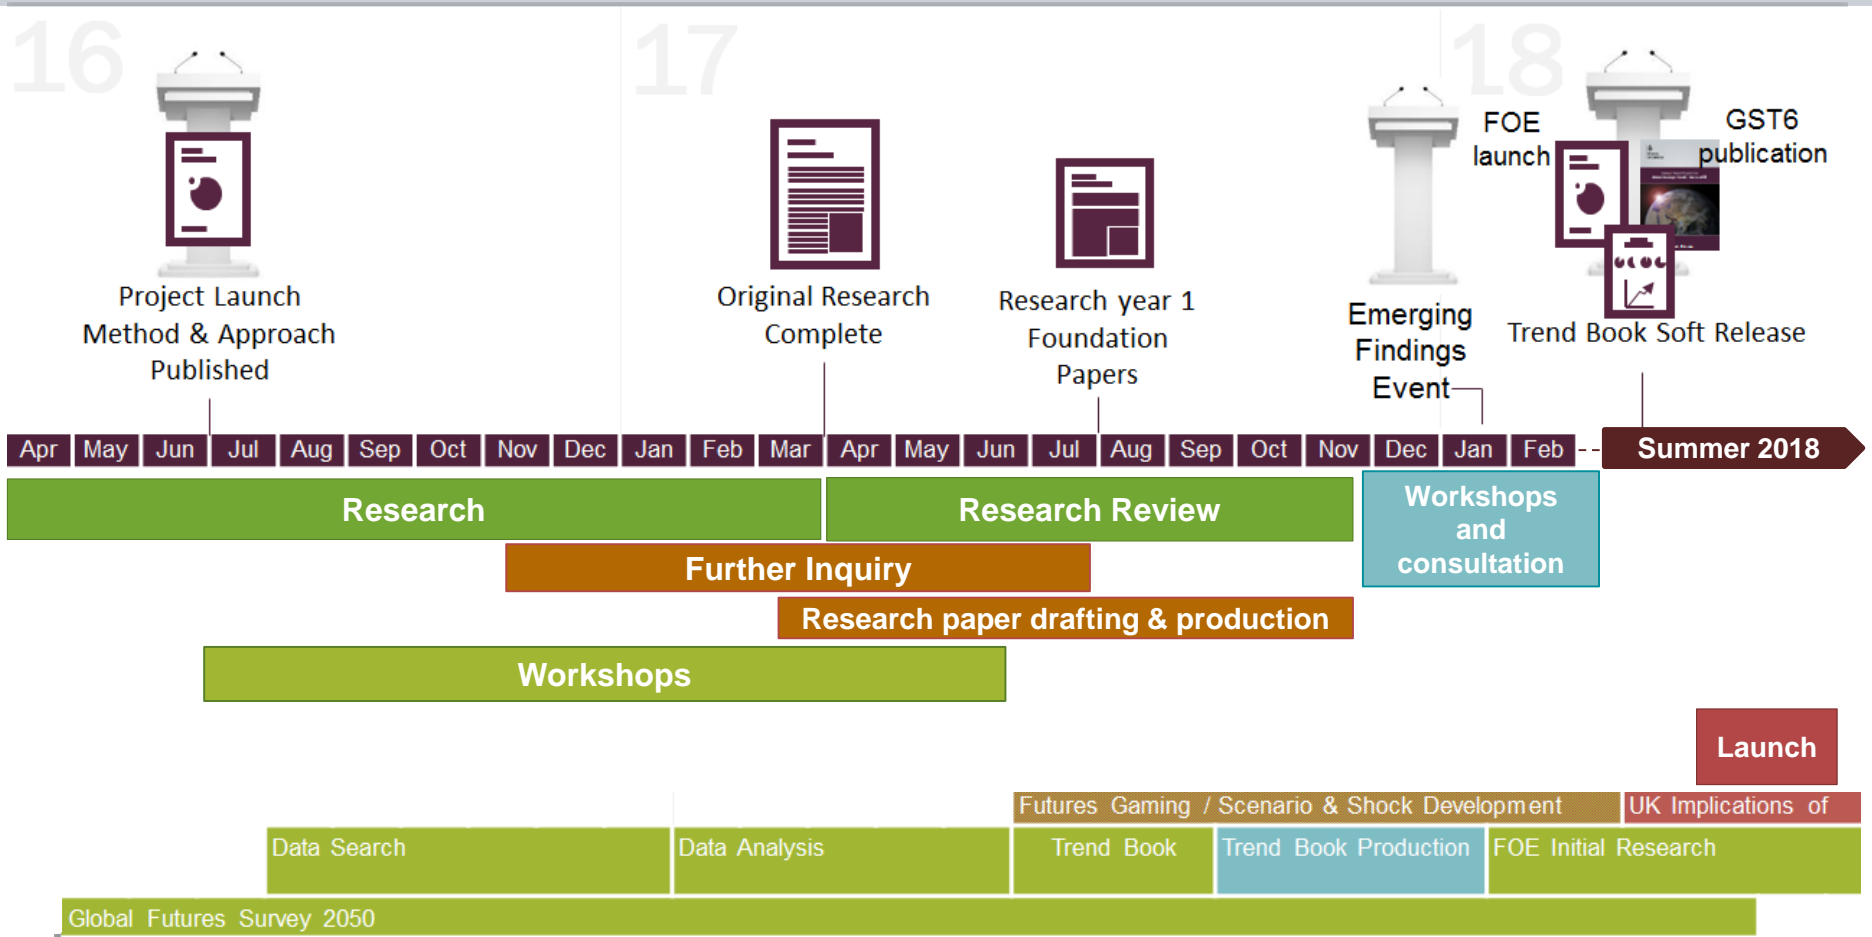 16
17
18
FOE
launch
GST6
publication
Project Launch
Method & Approach
Published
Original Research
Complete
Research year 1
Foundation
Papers
Emerging
Findings
Event
Trend Book Soft Release
Apr May Jun Jul Aug Sep Oct Nov Dec Jan Feb Mar Apr May Jun Jul Aug Sep Oct Nov Dec Jan Feb Summer 2018
Research
Research Review
Workshops
and
consultation
Further Inquiry
Research paper drafting & production
Workshops
Launch
Futures Gaming / Scenario & Shock Development
UK Implications of
Data Search
Data Analysis
Trend Book
Trend Book Production
FOE Initial Research
Global Futures Survey 2050